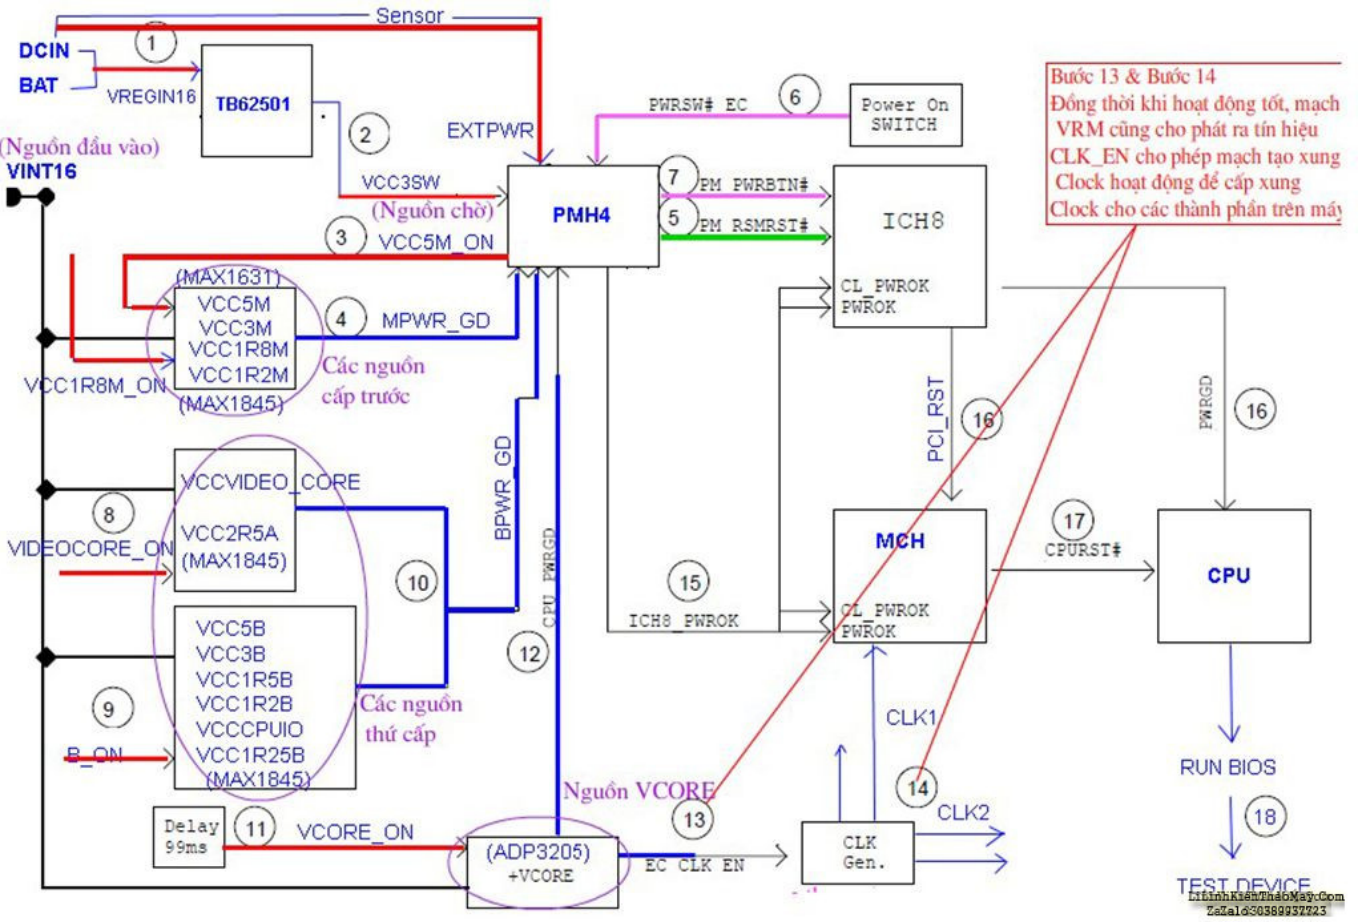 Sensor
DCIN
BAT
1
VREGIN16
TB62501
2
(Nguồn đầu vào)
VINT16
EXTPWR
VCC3SW
(Nguồn chờ)
PMH4
PWRSW# EC
6
Power On
SWITCH
7
PM PWRBTN#
5
PM RSMRST#
ICH8
CL_PWROK
PWROK
Bước 13 & Bước 14
Đồng thời khi hoạt động tốt, mạch
VRM cũng cho phát ra tín hiệu
CLK_EN cho phép mạch tạo xung
Clock hoạt động để cấp xung
Clock cho các thành phần trên máy
3
VCC5M_ON
(MAX1631)
VCC5M
VCC3M
VCC1R8M
VCC1R2M
(MAX1845)
VCC1R8M_ON
4
MPWR_GD
Các nguồn
cấp trước
PCI_RST
16
PWRGD
16
VCCVIDEO_CORE
VCC2R5A
(MAX1845)
8
VIDEOCORE_ON
BPWR_GD
CPU PWRGD
10
12
15
ICH8_PWROK
MCH
CL_PWROK
PWROK
17
CPURST#
CPU
VCC5B
VCC3B
VCC1R5B
VCC1R2B
VCCCPUIO
VCC1R25B
(MAX1845)
9
B_ON
Các nguồn
thứ cấp
Nguồn VCORE
13
14
CLK1
CLK2
CLK
Gen.
Delay
99ms
11
VCORE_ON
(ADP3205)
+VCORE
EC CLK EN
RUN BIOS
18
TEST DEVICE
LiLinhKienThaoMay.Com
ZaZalo:0389937723